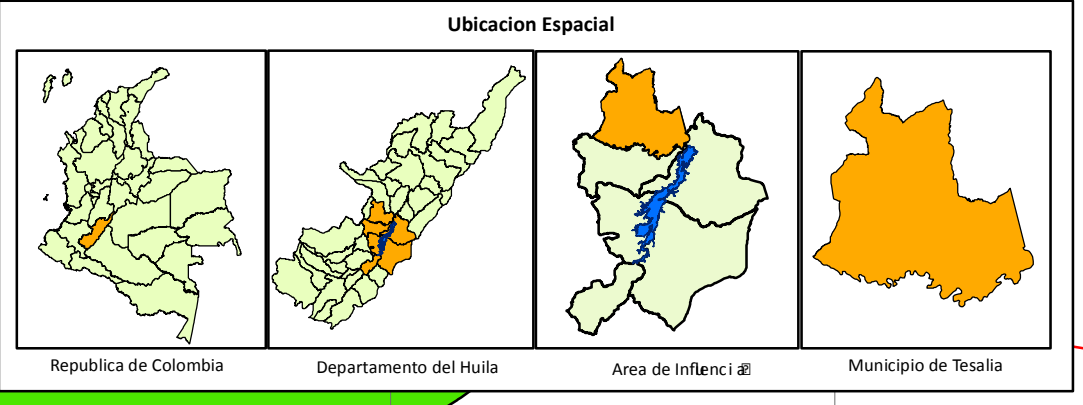 Ubicacion Espacial
Republica de Colombia
Departamento del Huila
Area de Influencia
Municipio de Tesalia